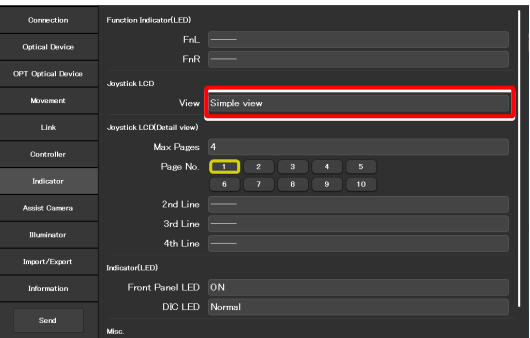 Connection
Optical Device
OPT Optical Device
Movement
Link
Controller
Indicator
Assist Camera
Illuminator
Import/Export
Information
Send
Function Indicator(LED)
FnL ——
FnR ——
Joystick LCD
View Simple view
Joystick LCD(Detail view)
Max Pages 4
Page No. 1 2 3 4 5
6 7 8 9 10
2nd Line ——
3rd Line ——
4th Line ——
Indicator(LED)
Front Panel LED ON
DIC LED Normal
Misc.